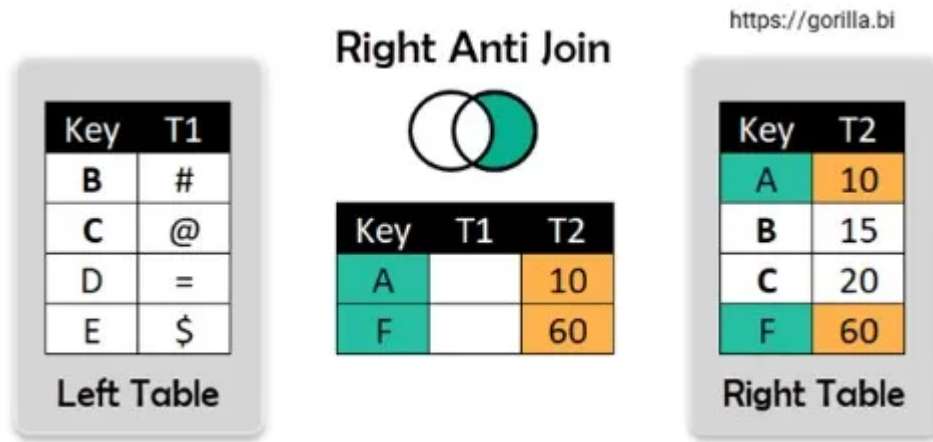 https://gorilla.bi
Right Anti Join
Key T1
B #
C @
D =
E $
Left Table
Key T1 T2
A 10
F 60
Key T2
A 10
B 15
C 20
F 60
Right Table